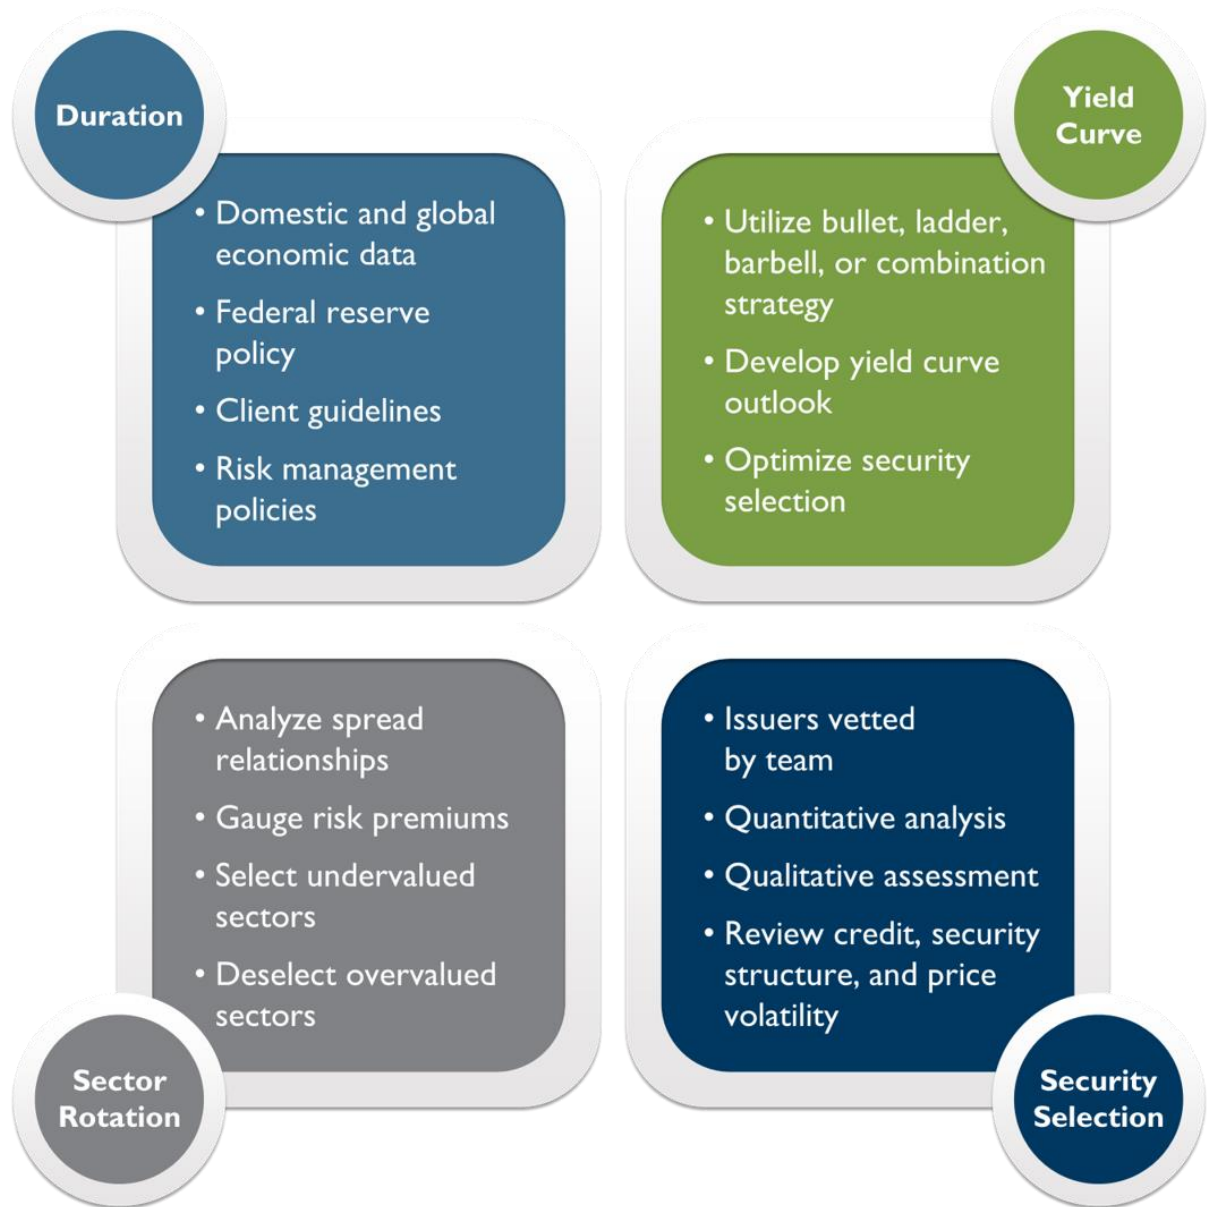 Duration
• Domestic and global
economic data
• Federal reserve
policy
• Client guidelines
• Risk management
policies
Yield
Curve
• Utilize bullet, ladder,
barbell, or combination
strategy
• Develop yield curve
outlook
• Optimize security
selection
• Analyze spread
relationships
• Gauge risk premiums
• Select undervalued
sectors
• Deselect overvalued
sectors
Sector
Rotation
• Issuers vetted
by team
• Quantitative analysis
• Qualitative assessment
• Review credit, security
structure, and price
volatility
Security
Selection